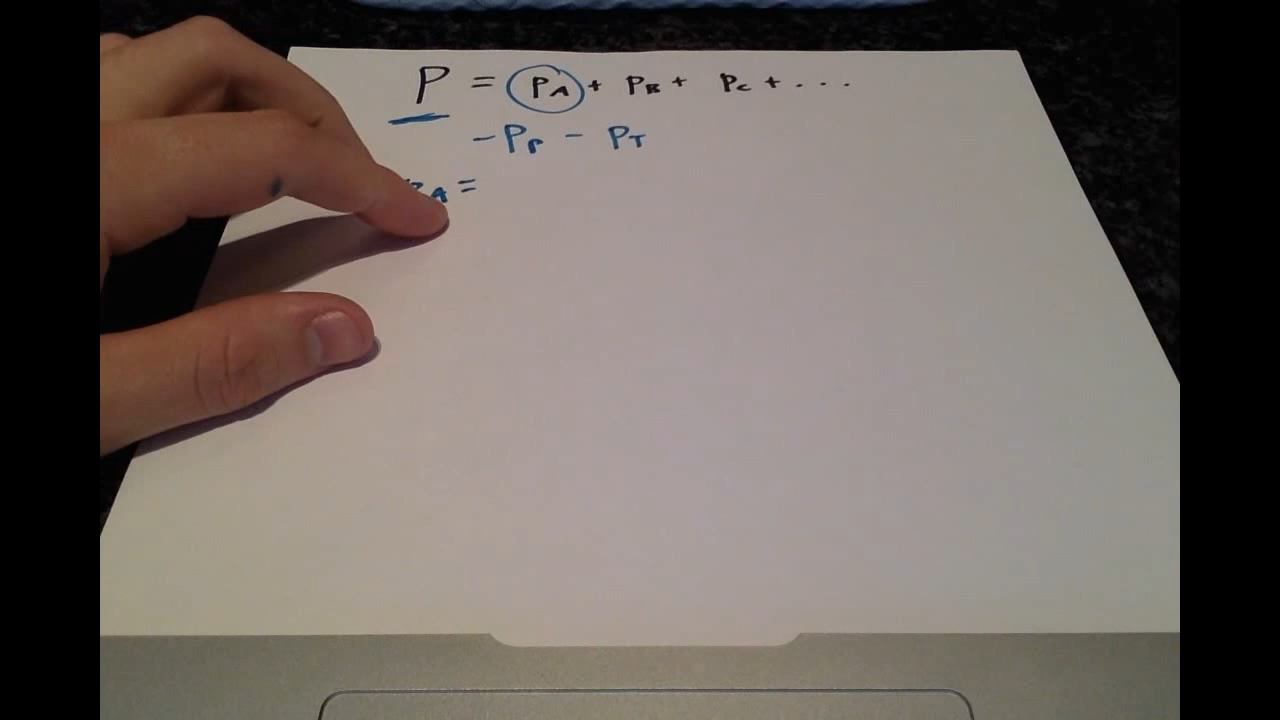 P = PA + PB + PC + . . .
- PP - PT
A =